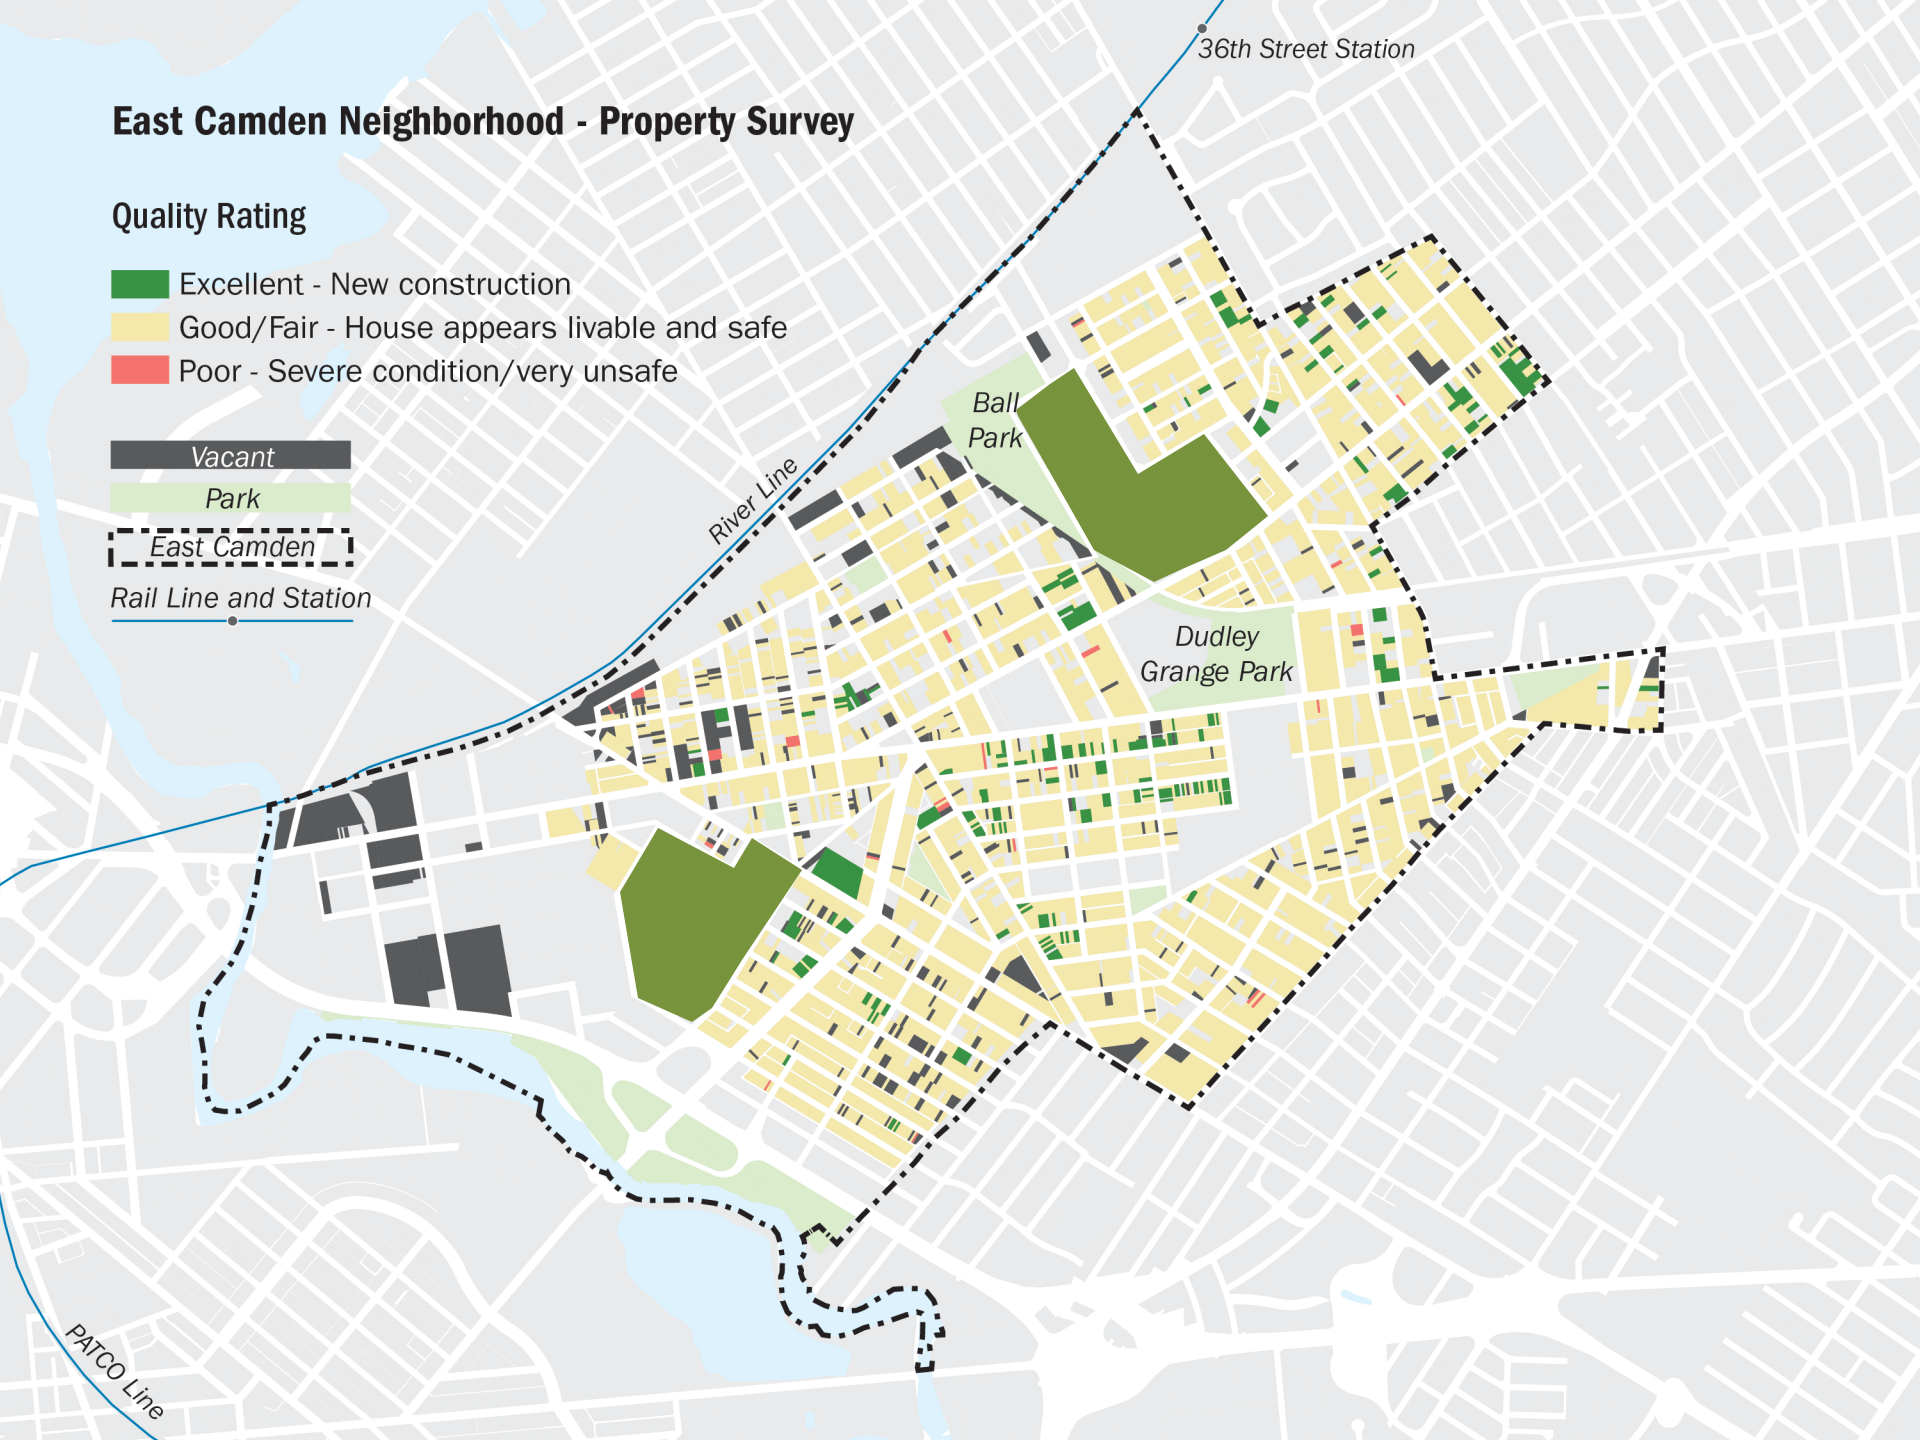 36th Street Station
East Camden Neighborhood - Property Survey
Quality Rating
Excellent - New construction
Good/Fair - House appears livable and safe
Poor - Severe condition/very unsafe
Ball
Park
Vacant
Park
East Camden
Rail Line and Station
River Line
Dudley
Grange Park
PATCO Line